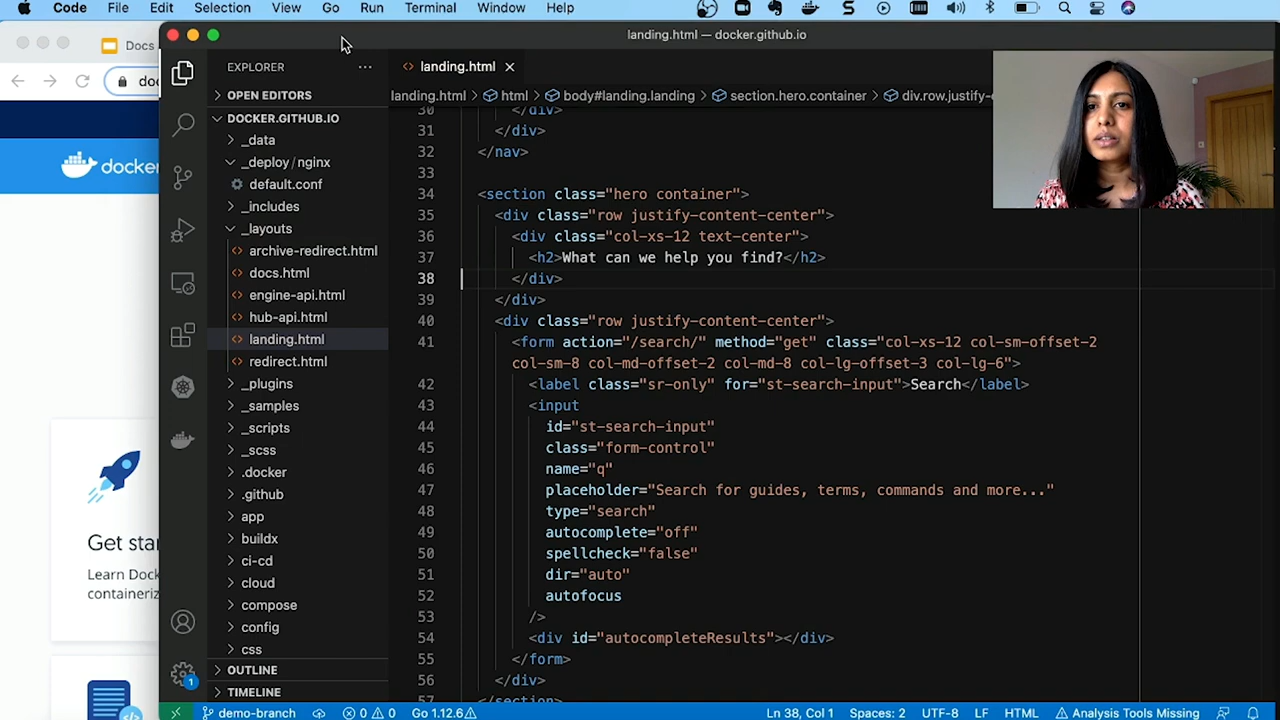 Code File Edit Selection View Go Run Terminal Window Help
landing.html — docker.github.io
Docs
doc
docker
Get star
Learn Dock
containeriz
EXPLORER
OPEN EDITORS
DOCKER.GITHUB.IO
_data
_deploy / nginx
default.conf
_includes
_layouts
archive-redirect.html
docs.html
engine-api.html
hub-api.html
landing.html
redirect.html
_plugins
_samples
_scripts
_scss
.docker
.github
app
buildx
ci-cd
cloud
compose
config
css
OUTLINE
TIMELINE
1
landing.html
landing.html > html > body#landing.landing > section.hero.container > div.row.justify-c
30 </div>
31 </div>
32 </nav>
33
34 <section class="hero container">
35 <div class="row justify-content-center">
36 <div class="col-xs-12 text-center">
37 <h2>What can we help you find?</h2>
38 </div>
39 </div>
40 <div class="row justify-content-center">
41 <form action="/search/" method="get" class="col-xs-12 col-sm-offset-2
col-sm-8 col-md-offset-2 col-md-8 col-lg-offset-3 col-lg-6">
42 <label class="sr-only" for="st-search-input">Search</label>
43 <input
44 id="st-search-input"
45 class="form-control"
46 name="q"
47 placeholder="Search for guides, terms, commands and more..."
48 type="search"
49 autocomplete="off"
50 spellcheck="false"
51 dir="auto"
52 autofocus
53 />
54 <div id="autocompleteResults"></div>
55 </form>
56 </div>
57 </section>
demo-branch 0 0 Go 1.12.6 Ln 38, Col 1 Spaces: 2 UTF-8 LF HTML Analysis Tools Missing